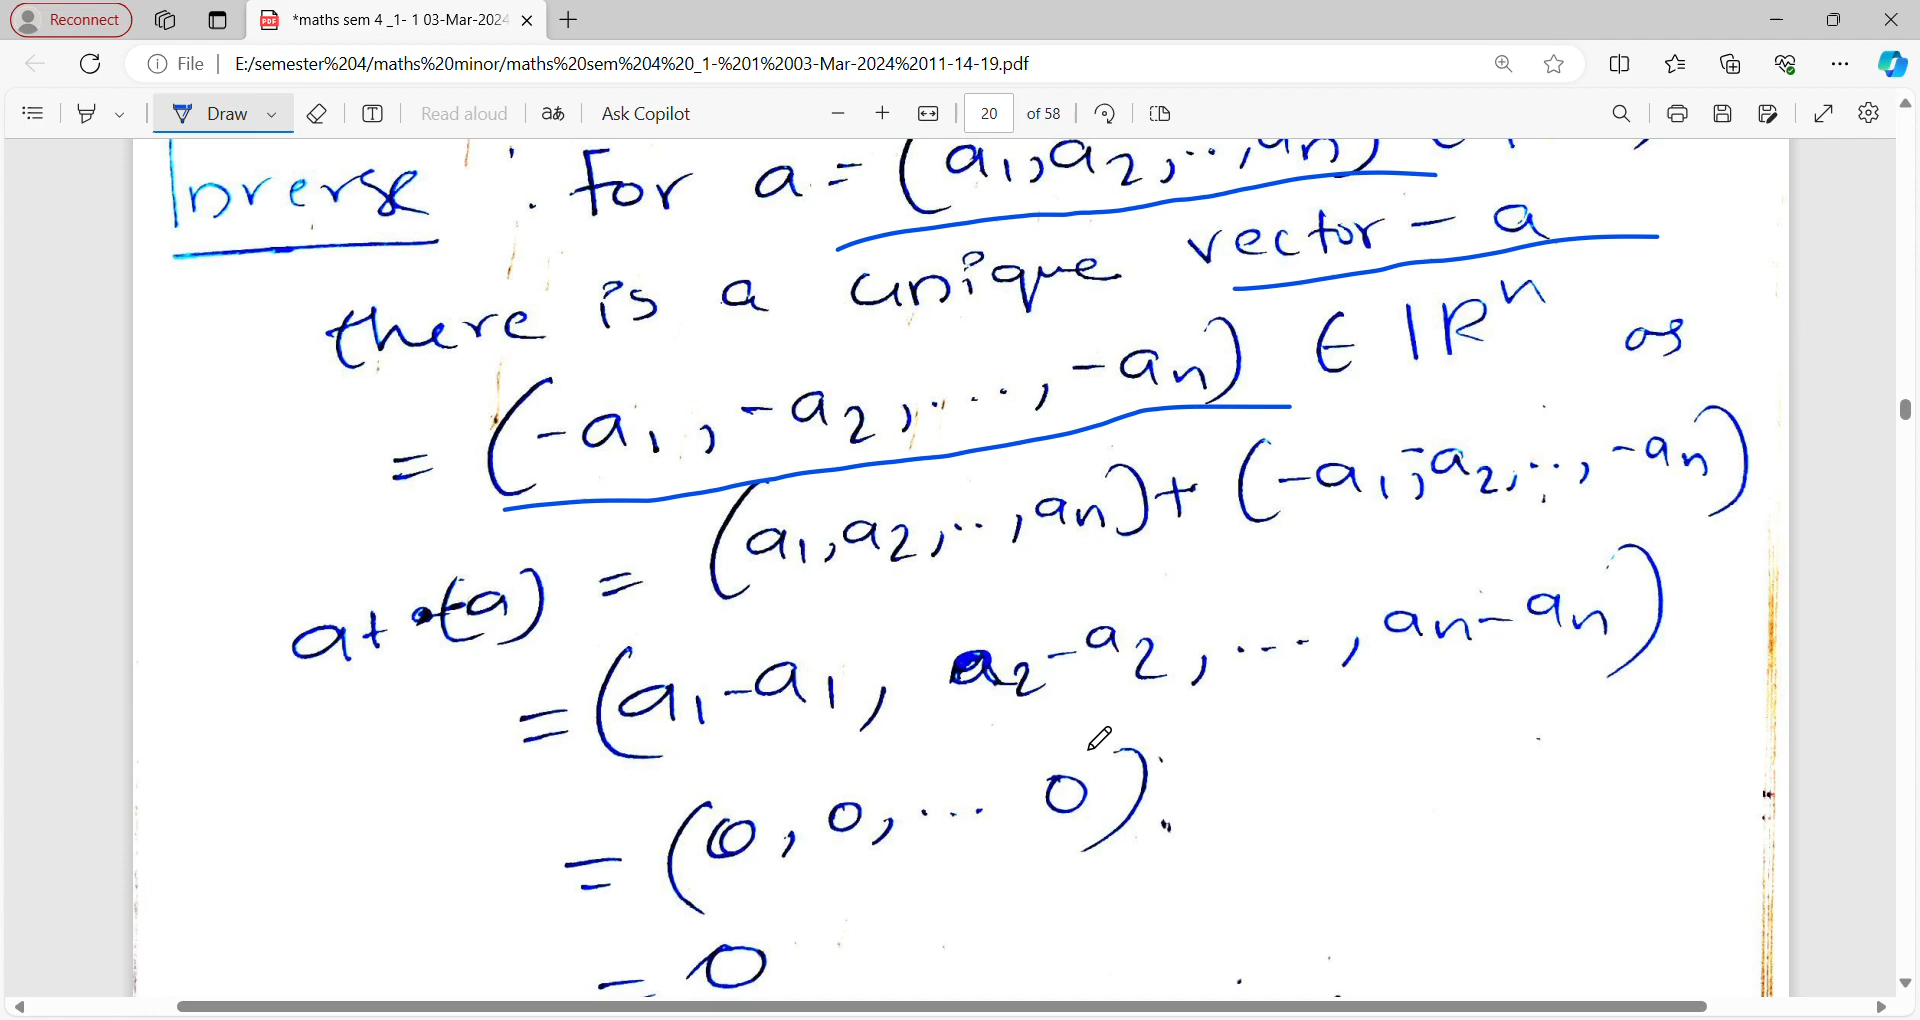 Reconnect
*maths sem 4 _1- 1 03-Mar-2024
File
E:/semester%204/maths%20minor/maths%20sem%204%20_1-%201%2003-Mar-2024%2011-14-19.pdf
Draw
Read aloud
aあ
Ask Copilot
20 of 58
Inverse : For a = (a₁, a₂, .., an)
there is a unique vector - a
= (-a₁, -a₂, ...., -an) ∈ IRⁿ as
a + (-a) = (a₁, a₂, .., an) + (-a₁, -a₂, .., -an)
= (a₁-a₁, a₂-a₂, ..., an-an)
= (0, 0, ... 0).
= 0